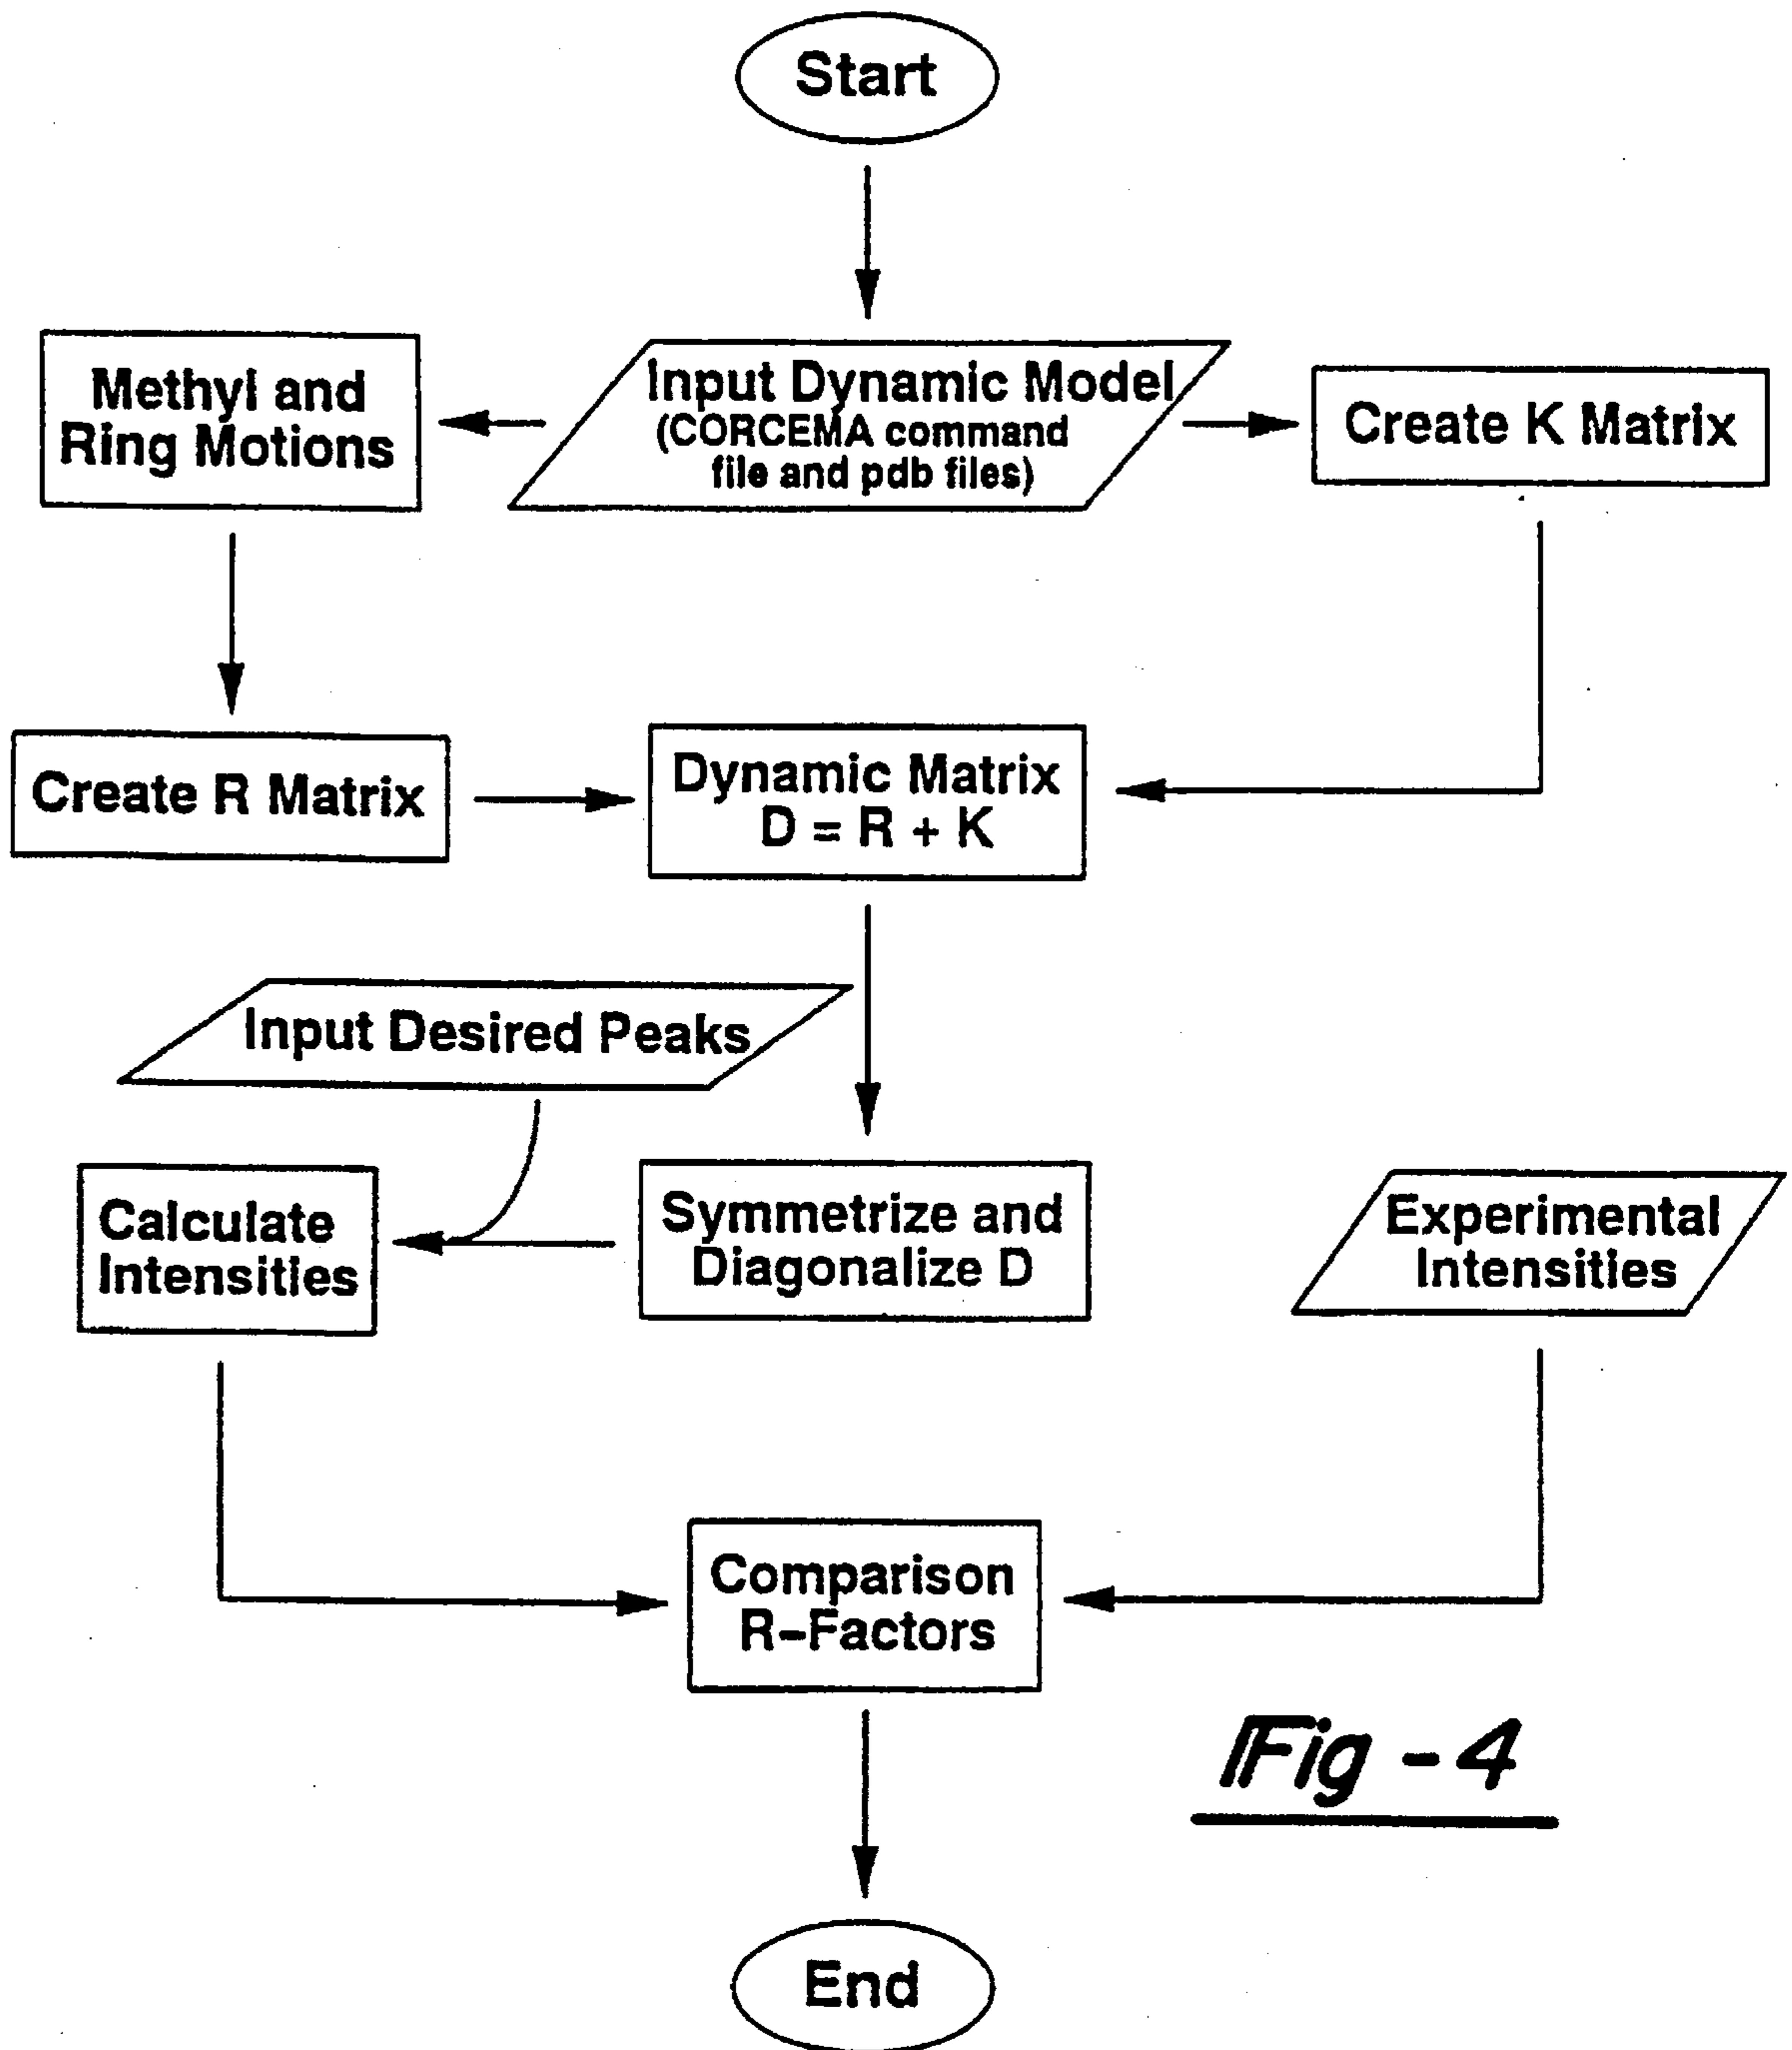 Start
Methyl and
Ring Motions
Input Dynamic Model
(CORCEMA command
file and pdb files)
Create K Matrix
Create R Matrix
Dynamic Matrix
D = R + K
Input Desired Peaks
Calculate
Intensities
Symmetrize and
Diagonalize D
Experimental
Intensities
Comparison
R-Factors
Fig - 4
End